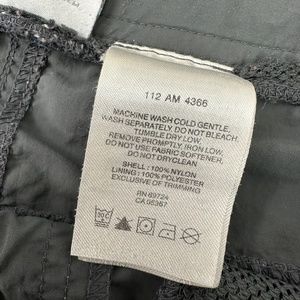 112 AM 4366
MACHINE WASH COLD GENTLE,
WASH SEPARATELY, DO NOT BLEACH,
TUMBLE DRY LOW,
REMOVE PROMPTLY, IRON LOW,
DO NOT USE FABRIC SOFTENER,
DO NOT DRYCLEAN
SHELL : 100% NYLON
LINING : 100% POLYESTER
EXCLUSIVE OF TRIMMING
RN 69724
CA 05367